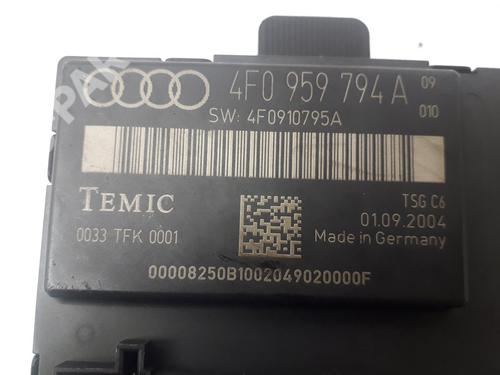 4F0 959 794 A 09
010
SW: 4F0910795A
TEMIC
TSG C6
01.09.2004
0033 TFK 0001
Made in Germany
00008250B1002049020000F